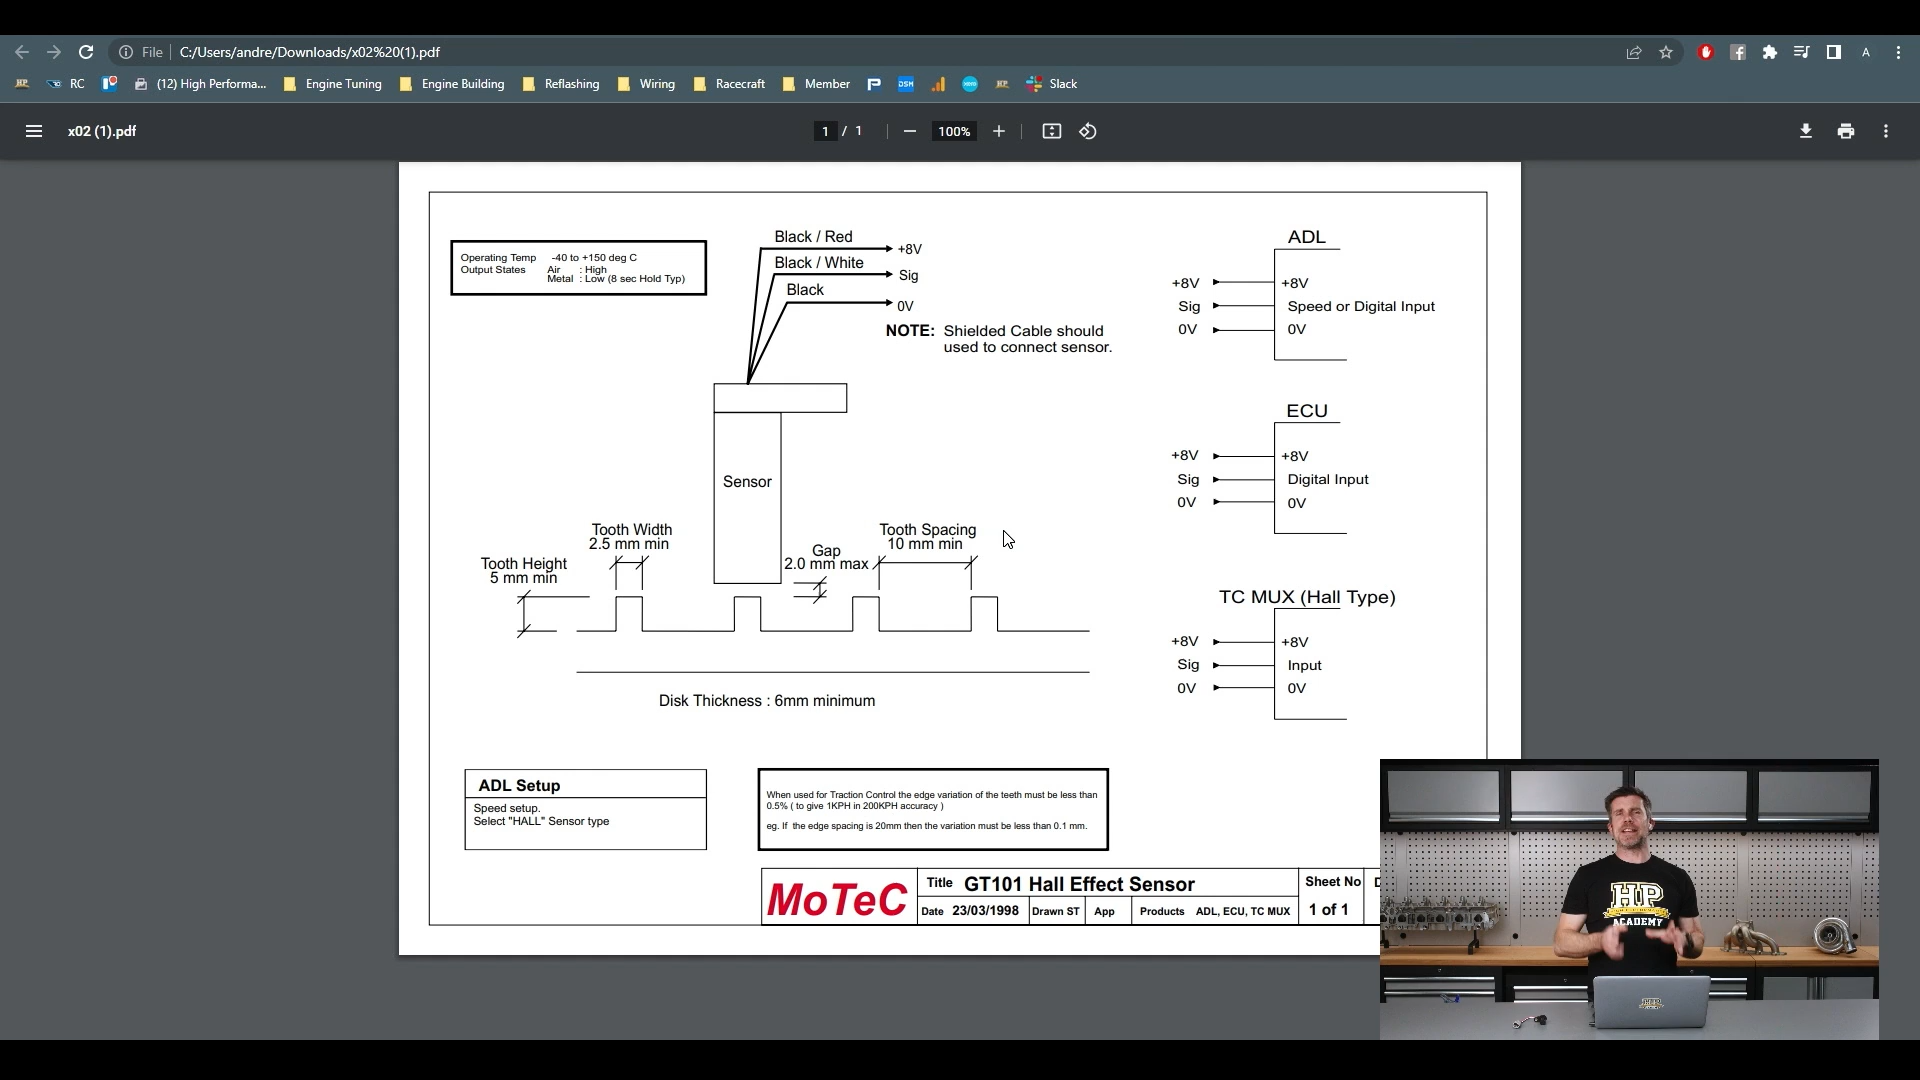 File
C:/Users/andre/Downloads/x02%20(1).pdf
A
HP
RC
(12) High Performa...
Engine Tuning
Engine Building
Reflashing
Wiring
Racecraft
Member
P
DSM
xero
HP
Slack
x02 (1).pdf
1 / 1
100%
Operating Temp -40 to +150 deg C
Output States Air : High
Metal : Low (8 sec Hold Typ)
Black / Red
+8V
Black / White
Sig
Black
0V
NOTE: Shielded Cable should
used to connect sensor.
Sensor
Tooth Width
2.5 mm min
Tooth Height
5 mm min
Gap
2.0 mm max
Tooth Spacing
10 mm min
Disk Thickness : 6mm minimum
ADL
+8V +8V
Sig Speed or Digital Input
0V 0V
ECU
+8V +8V
Sig Digital Input
0V 0V
TC MUX (Hall Type)
+8V +8V
Sig Input
0V 0V
ADL Setup
Speed setup.
Select "HALL" Sensor type
When used for Traction Control the edge variation of the teeth must be less than
0.5% ( to give 1KPH in 200KPH accuracy )
eg. If the edge spacing is 20mm then the variation must be less than 0.1 mm.
MoTeC
Title GT101 Hall Effect Sensor
Sheet No
Date 23/03/1998 Drawn ST App Products ADL, ECU, TC MUX
1 of 1
HP
ACADEMY
HP